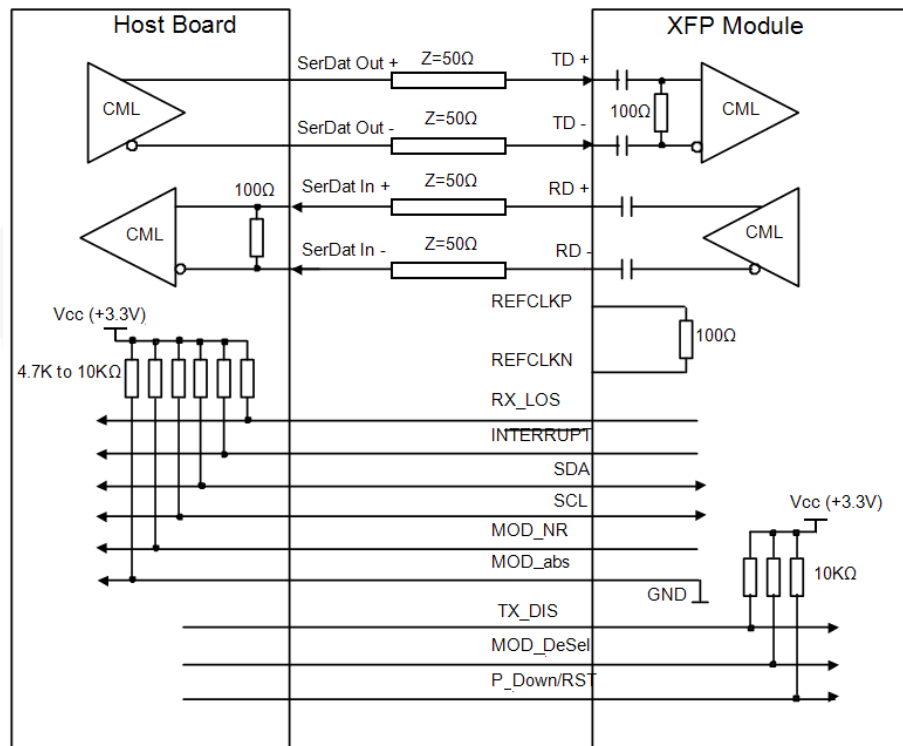 Host Board
XFP Module
SerDat Out +
Z=50Ω
TD +
CML
100Ω
CML
SerDat Out -
Z=50Ω
TD -
100Ω
SerDat In +
Z=50Ω
RD +
CML
CML
SerDat In -
Z=50Ω
RD -
REFCLKP
Vcc (+3.3V)
100Ω
4.7K to 10KΩ
REFCLKN
RX_LOS
INTERRUPT
SDA
SCL
Vcc (+3.3V)
MOD_NR
MOD_abs
10KΩ
GND
TX_DIS
MOD_DeSel
P_Down/RST